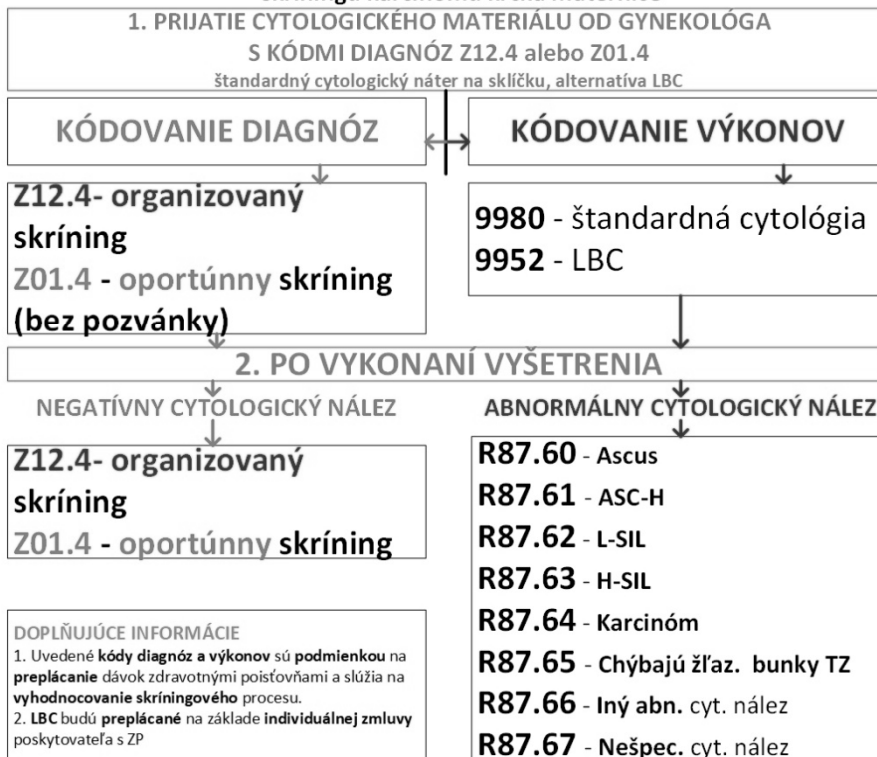 1. PRIJATIE CYTOLOGICKÉHO MATERIÁLU OD GYNEKOLÓGA
S KÓDMI DIAGNÓZ Z12.4 alebo Z01.4
štandardný cytologický náter na sklíčku, alternatíva LBC
KÓDOVANIE DIAGNÓZ
KÓDOVANIE VÝKONOV
Z12.4- organizovaný
skríning
Z01.4 - oportúnny skríning
(bez pozvánky)
9980 - štandardná cytológia
9952 - LBC
2. PO VYKONANÍ VYŠETRENIA
NEGATÍVNY CYTOLOGICKÝ NÁLEZ
Z12.4- organizovaný
skríning
Z01.4 - oportúnny skríning
ABNORMÁLNY CYTOLOGICKÝ NÁLEZ
R87.60 - Ascus
R87.61 - ASC-H
R87.62 - L-SIL
R87.63 - H-SIL
R87.64 - Karcinóm
R87.65 - Chýbajú žľaz. bunky TZ
R87.66 - Iný abn. cyt. nález
R87.67 - Nešpec. cyt. nález
DOPLŇUJÚCE INFORMÁCIE
1. Uvedené kódy diagnóz a výkonov sú podmienkou na
preplácanie dávok zdravotnými poisťovňami a slúžia na
vyhodnocovanie skríningového procesu.
2. LBC budú preplácané na základe individuálnej zmluvy
poskytovateľa s ZP